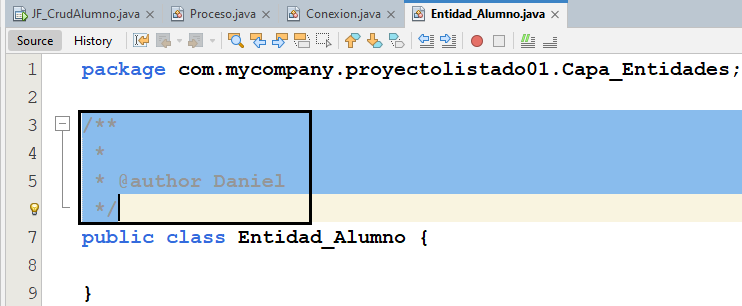 JF_CrudAlumno.java Proceso.java Conexion.java Entidad_Alumno.java
Source History
1 package com.mycompany.proyectolistado01.Capa_Entidades;
2
3 /**
4 *
5 * @author Daniel
*/
7 public class Entidad_Alumno {
8
9 }